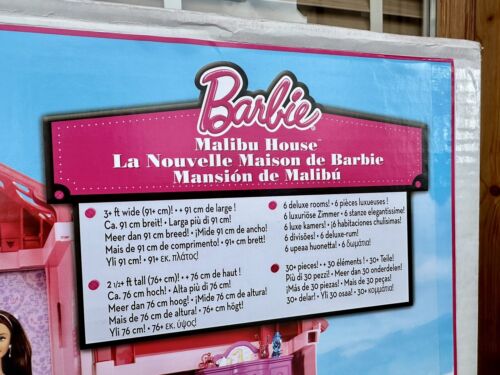 Barbie
Malibu House™
La Nouvelle Maison de Barbie
Mansión de Malibú
3+ ft wide (91+ cm)! • + 91 cm de large !
Ca. 91 cm breit! • Larga più di 91 cm!
Meer dan 91 cm breed! • ¡Mide 91 cm de ancho!
Mais de 91 cm de comprimento! • 91+ cm brett!
Yli 91 cm! • 91+ εκ. πλάτος!
2 1/2+ ft tall (76+ cm)! • + 76 cm de haut !
Ca. 76 cm hoch! • Alta più di 76 cm!
Meer dan 76 cm hoog! • ¡Mide 76 cm de altura!
Mais de 76 cm de altura! • 76+ cm högt!
Yli 76 cm! • 76+ εκ. ύψος!
6 deluxe rooms! • 6 pièces luxueuses !
6 luxuriöse Zimmer • 6 stanze elegantissime!
6 luxe kamers! • ¡6 habitaciones chulísimas!
6 divisões! • 6 deluxe-rum!
6 upeaa huonetta! • 6 δωμάτια!
30+ pieces! • + 30 éléments ! • 30+ Teile!
Più di 30 pezzi! • Meer dan 30 onderdelen!
¡Más de 30 piezas! • Mais de 30 peças!
30+ delar! • Yli 30 osaa! • 30+ κομμάτια!